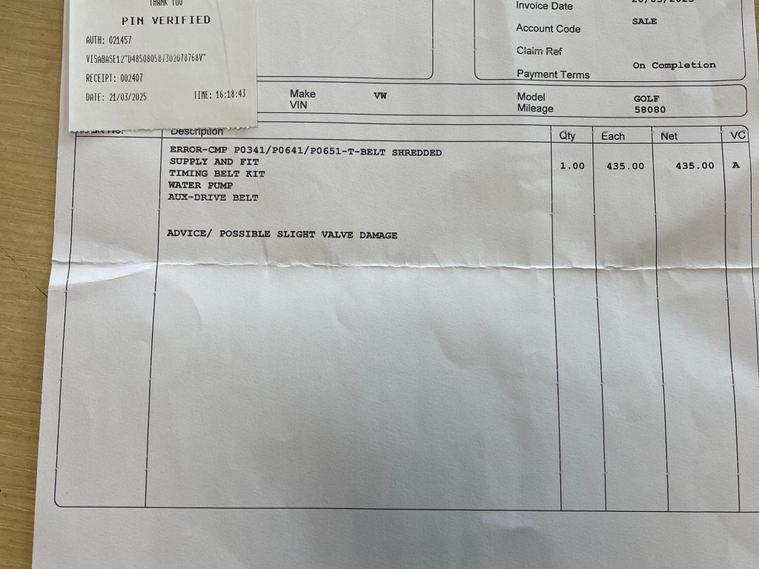 THANK YOU
PIN VERIFIED
AUTH: 021457
RECEIPT: 002407
DATE: 21/03/2025 TIME: 16:18:43
Invoice Date
Account Code SALE
Claim Ref
Payment Terms On Completion
Make VW
VIN
Model GOLF
Mileage 58080
Description Qty Each Net VC
ERROR-CMP P0341/P0641/P0651-T-BELT SHREDDED
SUPPLY AND FIT 1.00 435.00 435.00 A
TIMING BELT KIT
WATER PUMP
AUX-DRIVE BELT
ADVICE/ POSSIBLE SLIGHT VALVE DAMAGE